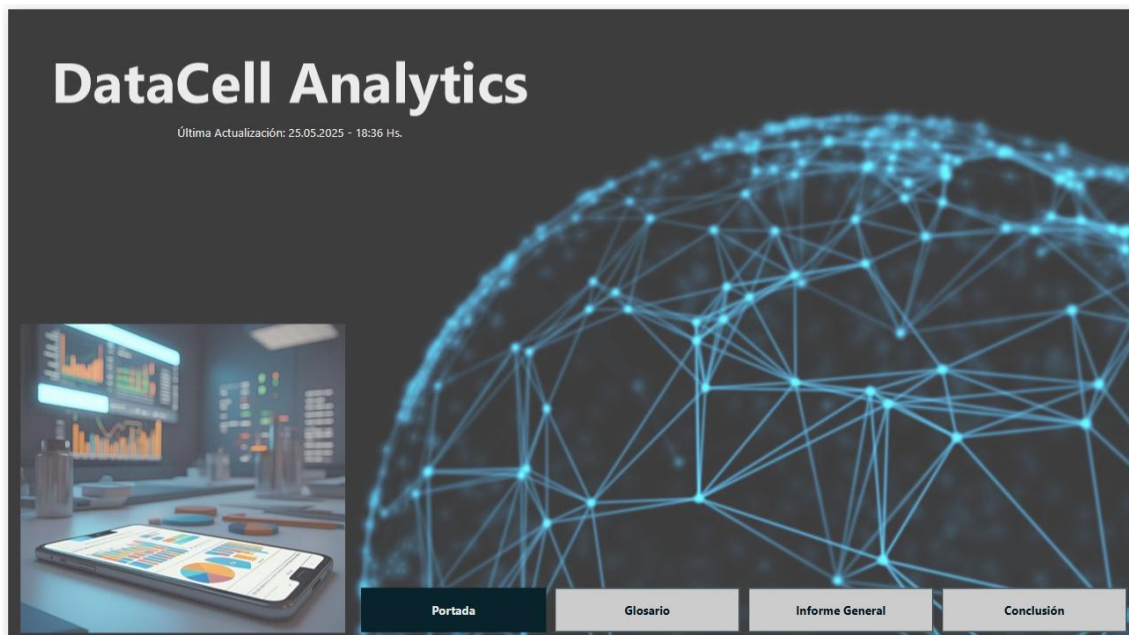 DataCell Analytics
Última Actualización: 25.05.2025 - 18:36 Hs.
Portada
Glosario
Informe General
Conclusión